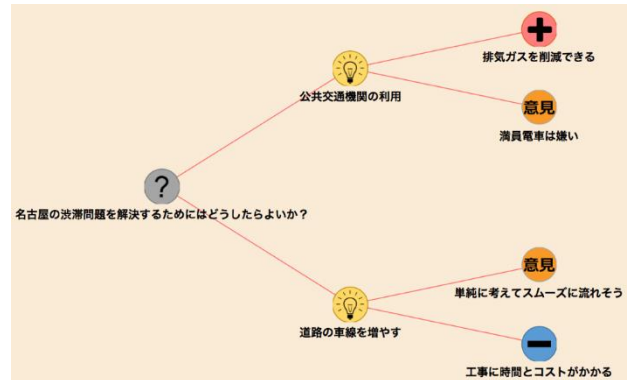 排気ガスを削減できる
公共交通機関の利用
意見
満員電車は嫌い
?
名古屋の渋滞問題を解決するためにはどうしたらよいか？
意見
単純に考えてスムーズに流れそう
道路の車線を増やす
工事に時間とコストがかかる